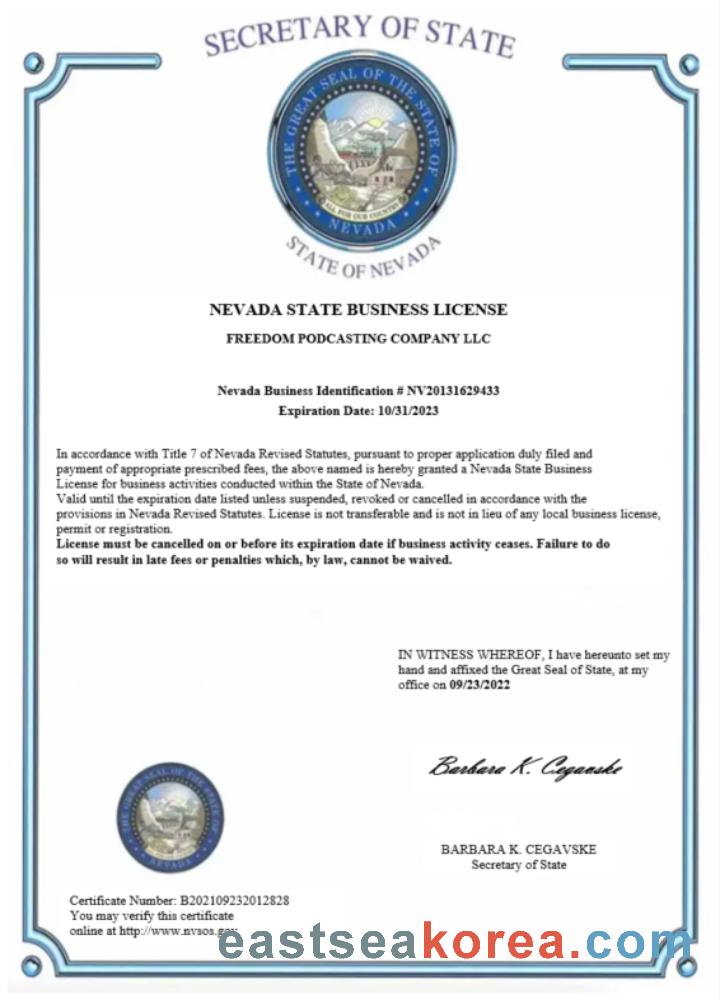 SECRETARY OF STATE
THE GREAT SEAL OF THE STATE OF
ALL FOR OUR COUNTRY
NEVADA
STATE OF NEVADA
NEVADA STATE BUSINESS LICENSE
FREEDOM PODCASTING COMPANY LLC
Nevada Business Identification # NV20131629433
Expiration Date: 10/31/2023
In accordance with Title 7 of Nevada Revised Statutes, pursuant to proper application duly filed and
payment of appropriate prescribed fees, the above named is hereby granted a Nevada State Business
License for business activities conducted within the State of Nevada.
Valid until the expiration date listed unless suspended, revoked or cancelled in accordance with the
provisions in Nevada Revised Statutes. License is not transferable and is not in lieu of any local business license,
permit or registration.
License must be cancelled on or before its expiration date if business activity ceases. Failure to do
so will result in late fees or penalties which, by law, cannot be waived.
IN WITNESS WHEREOF, I have hereunto set my
hand and affixed the Great Seal of State, at my
office on 09/23/2022
Barbara K. Cegavske
BARBARA K. CEGAVSKE
Secretary of State
THE GREAT SEAL OF THE STATE OF
NEVADA
Certificate Number: B202109232012828
You may verify this certificate
online at http://www.nvsos.gov
eastseakorea.com